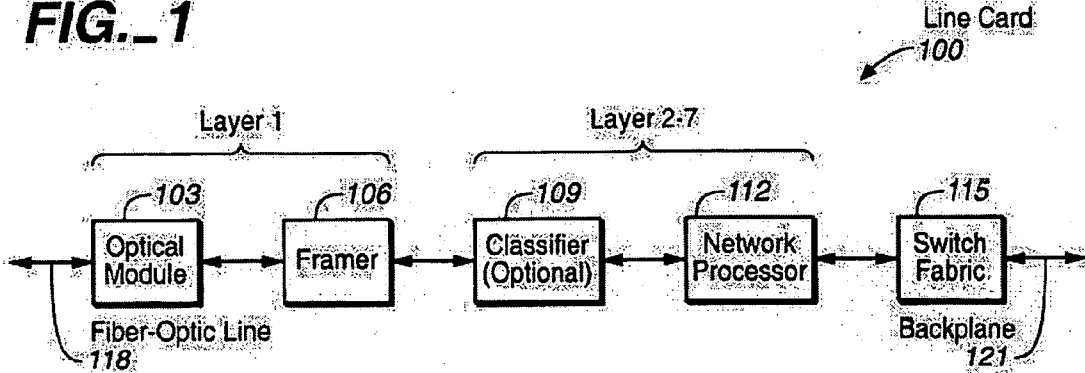 FIG._1
Line Card
100
Layer 1
Layer 2-7
103
106
109
112
115
Optical
Module
Framer
Classifier
(Optional)
Network
Processor
Switch
Fabric
Fiber-Optic Line
118
Backplane
121